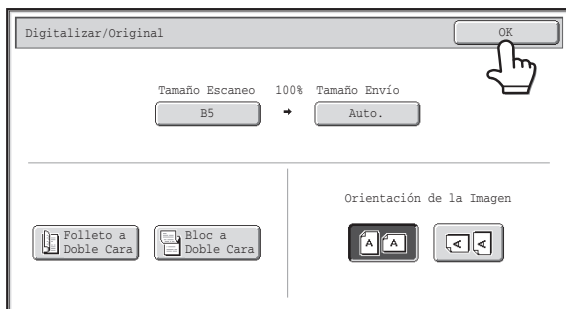 Digitalizar/Original
OK
Tamaño Escaneo 100% Tamaño Envío
B5 → Auto.
Orientación de la Imagen
Folleto a
Doble Cara
Bloc a
Doble Cara
A A A A